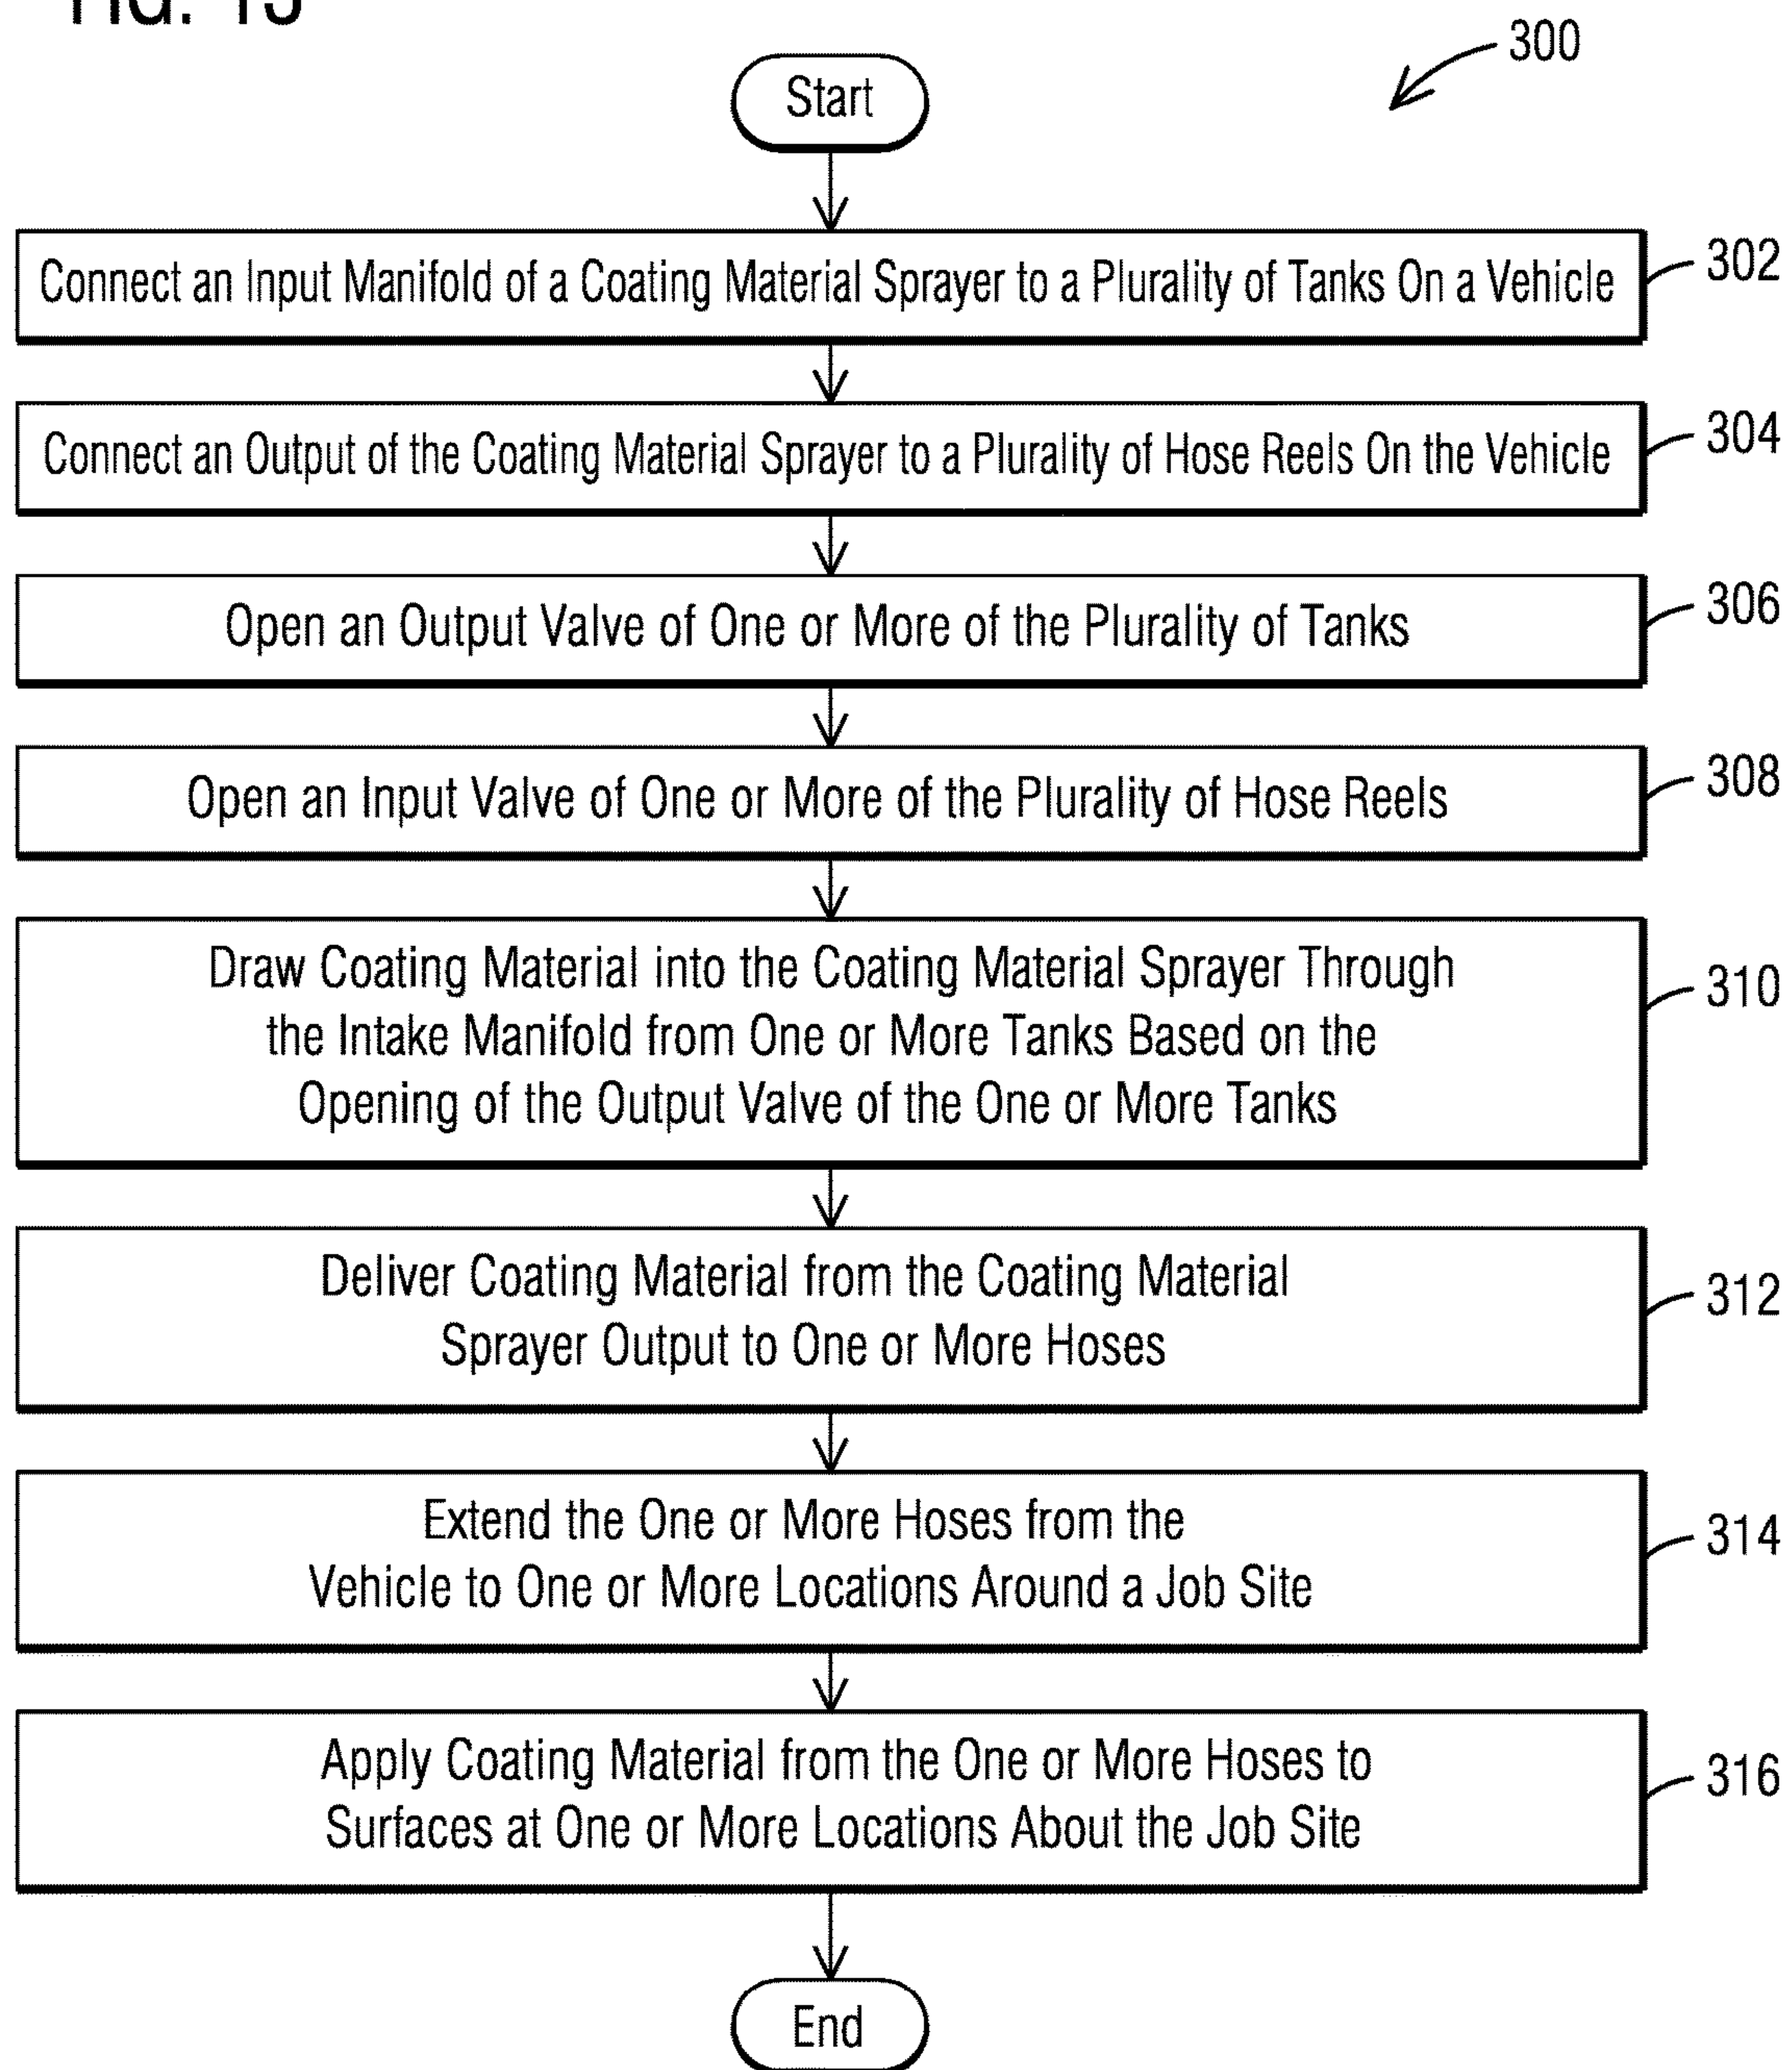 FIG. 13
300
Start
Connect an Input Manifold of a Coating Material Sprayer to a Plurality of Tanks On a Vehicle
302
Connect an Output of the Coating Material Sprayer to a Plurality of Hose Reels On the Vehicle
304
Open an Output Valve of One or More of the Plurality of Tanks
306
Open an Input Valve of One or More of the Plurality of Hose Reels
308
Draw Coating Material into the Coating Material Sprayer Through
the Intake Manifold from One or More Tanks Based on the
Opening of the Output Valve of the One or More Tanks
310
Deliver Coating Material from the Coating Material
Sprayer Output to One or More Hoses
312
Extend the One or More Hoses from the
Vehicle to One or More Locations Around a Job Site
314
Apply Coating Material from the One or More Hoses to
Surfaces at One or More Locations About the Job Site
316
End